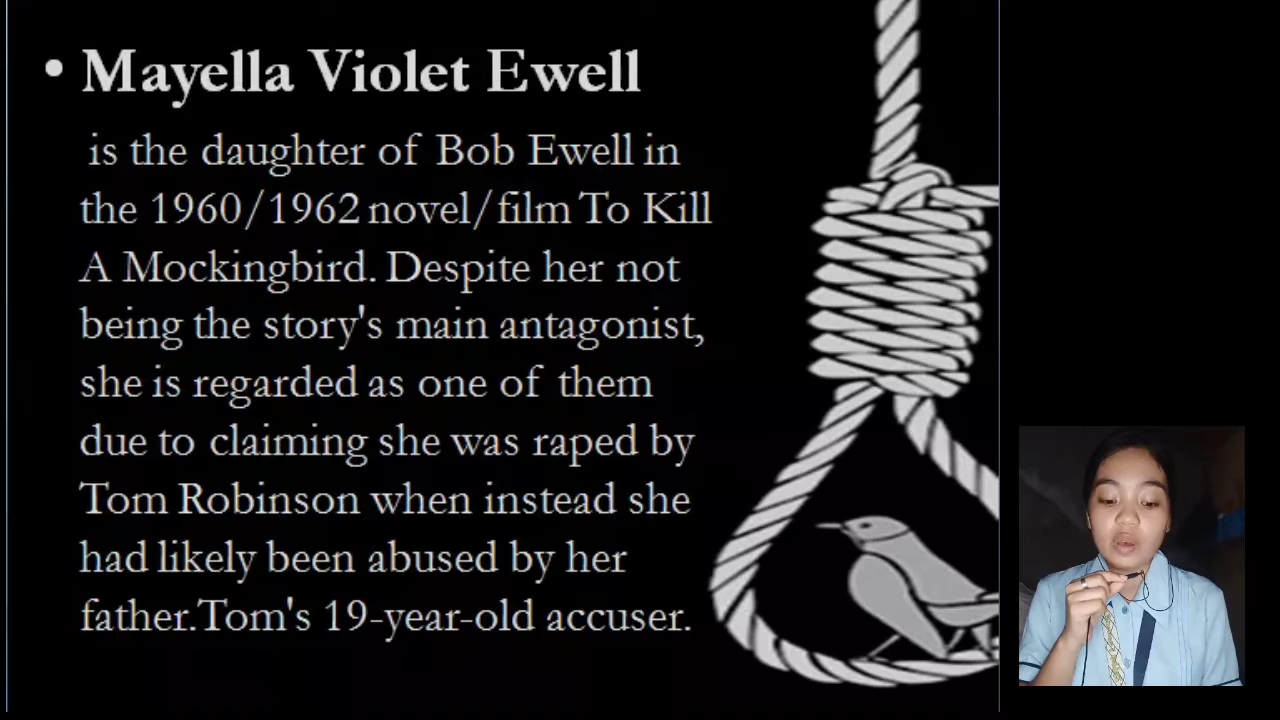 • Mayella Violet Ewell
is the daughter of Bob Ewell in
the 1960/1962 novel/film To Kill
A Mockingbird. Despite her not
being the story's main antagonist,
she is regarded as one of them
due to claiming she was raped by
Tom Robinson when instead she
had likely been abused by her
father.Tom's 19-year-old accuser.